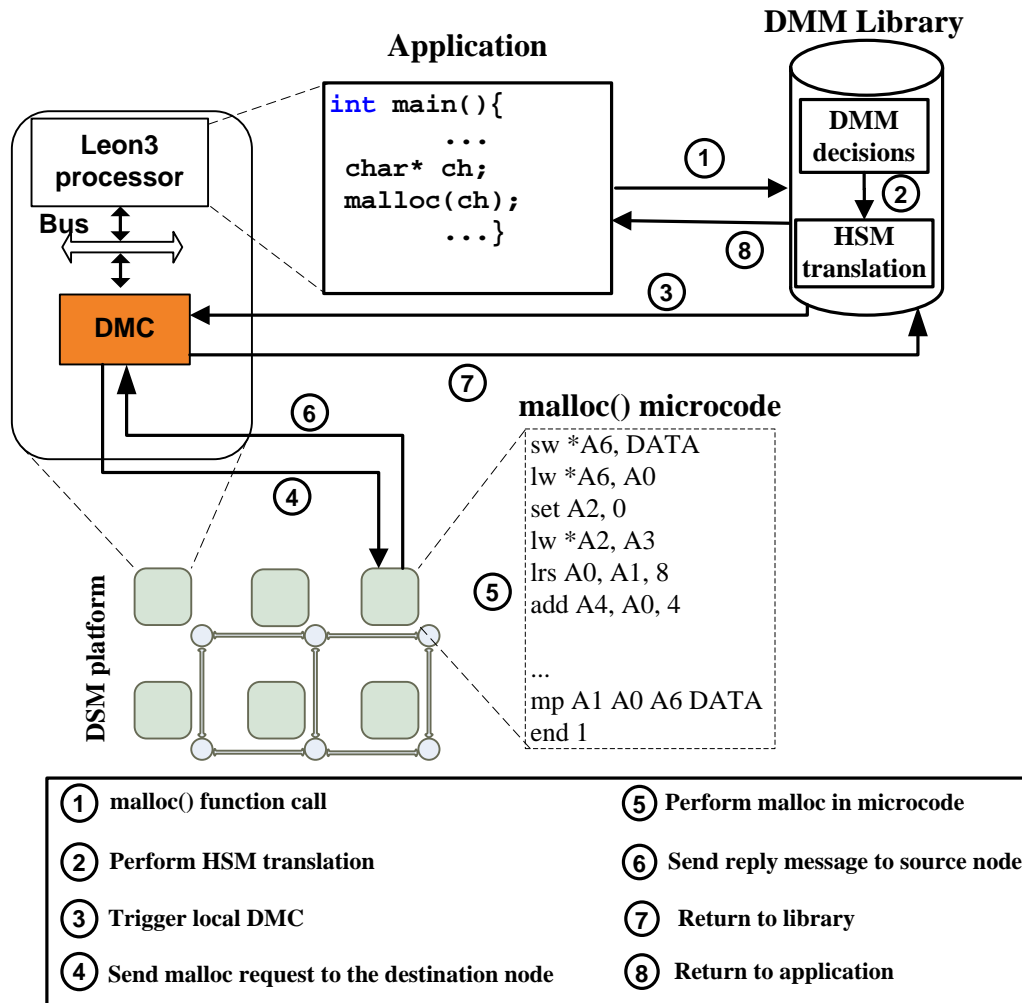 Application
DMM Library
Leon3
processor
Bus
DMC
int main(){
...
char* ch;
malloc(ch);
...}
1
8
DMM
decisions
2
HSM
translation
3
7
6
4
malloc() microcode
sw *A6, DATA
lw *A6, A0
set A2, 0
lw *A2, A3
lrs A0, A1, 8
add A4, A0, 4
...
mp A1 A0 A6 DATA
end 1
5
DSM platform
1 malloc() function call
2 Perform HSM translation
3 Trigger local DMC
4 Send malloc request to the destination node
5 Perform malloc in microcode
6 Send reply message to source node
7 Return to library
8 Return to application